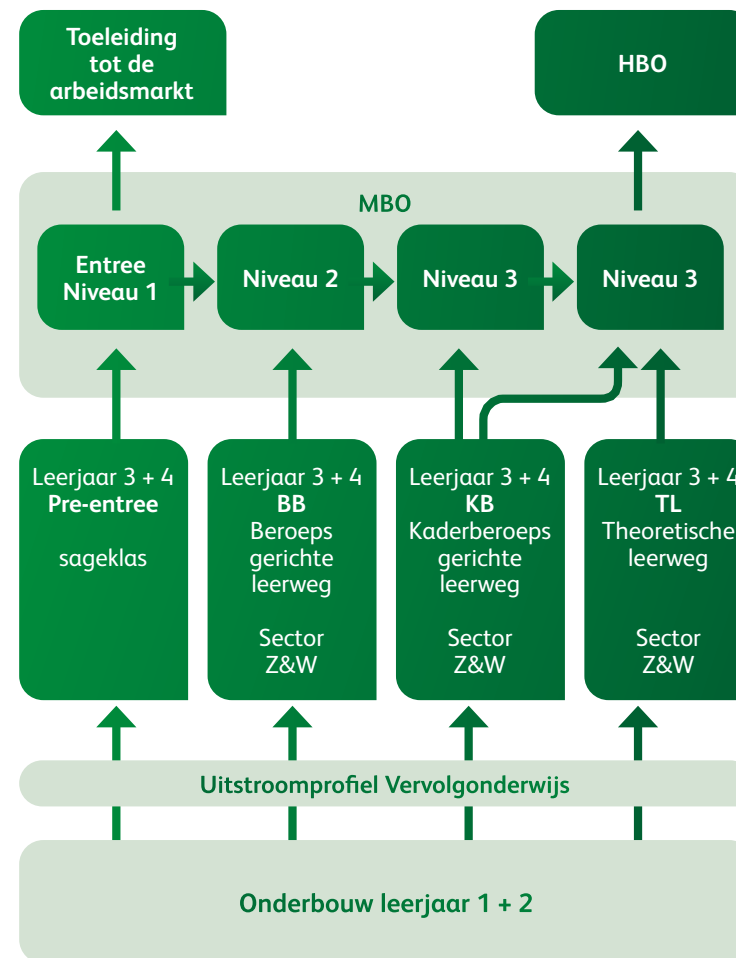 Toeleiding
tot de
arbeidsmarkt
HBO
MBO
Entree
Niveau 1
Niveau 2
Niveau 3
Niveau 3
Leerjaar 3 + 4
Pre-entree
sageklas
Leerjaar 3 + 4
BB
Beroeps
gerichte
leerweg
Sector
Z&W
Leerjaar 3 + 4
KB
Kaderberoeps
gerichte
leerweg
Sector
Z&W
Leerjaar 3 + 4
TL
Theoretische
leerweg
Sector
Z&W
Uitstroomprofiel Vervolgonderwijs
Onderbouw leerjaar 1 + 2